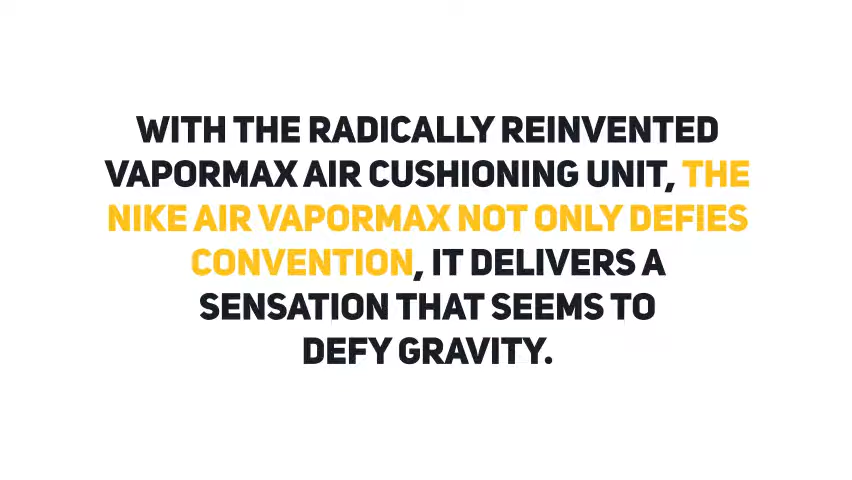 WITH THE RADICALLY REINVENTED
VAPORMAX AIR CUSHIONING UNIT, THE
NIKE AIR VAPORMAX NOT ONLY DEFIES
CONVENTION, IT DELIVERS A
SENSATION THAT SEEMS TO
DEFY GRAVITY.